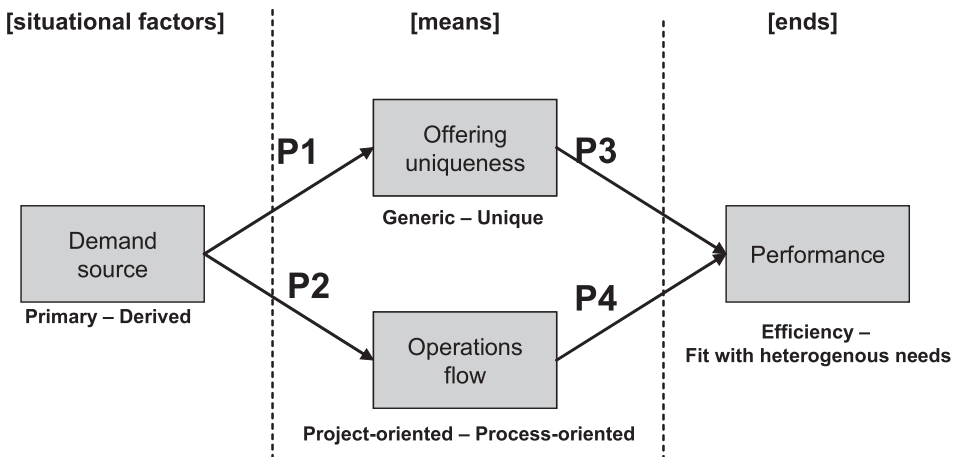 [situational factors]
[means]
[ends]
P1
Offering
uniqueness
P3
Generic – Unique
Demand
source
Primary – Derived
P2
P4
Performance
Efficiency –
Fit with heterogenous needs
Operations
flow
Project-oriented – Process-oriented